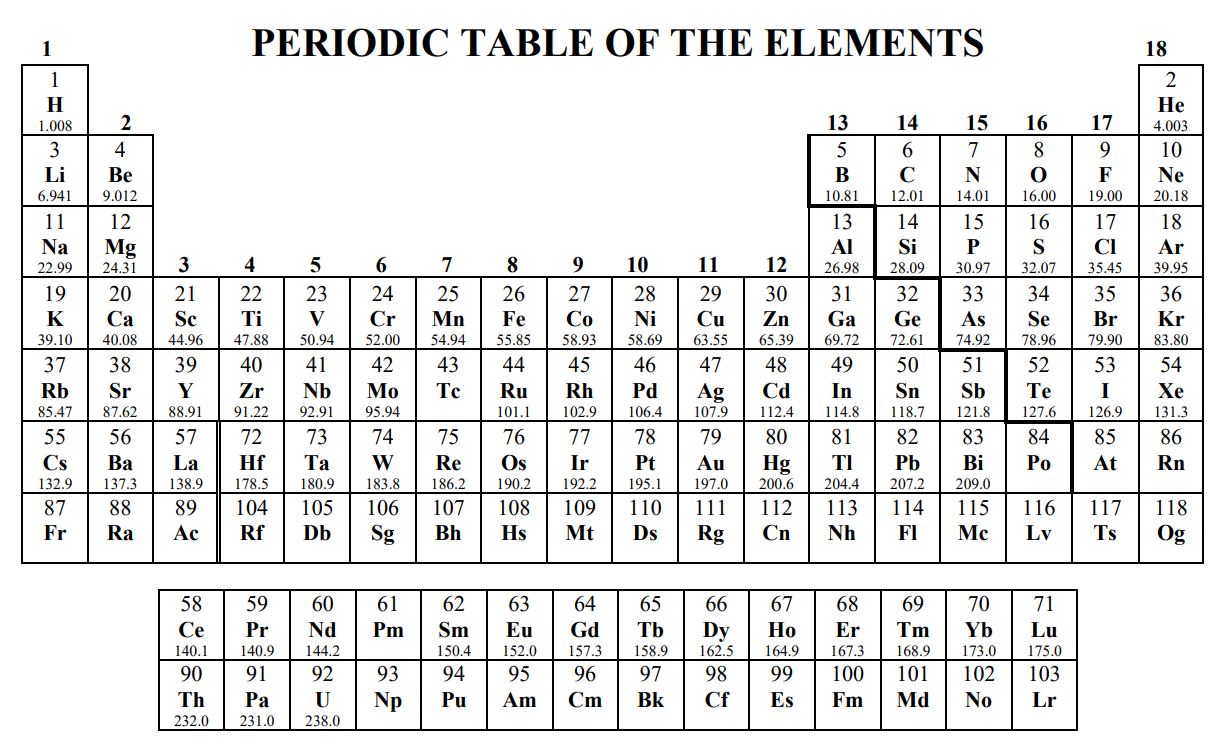 PERIODIC TABLE OF THE ELEMENTS
1 18
1 2
H He
1.008 2 13 14 15 16 17 4.003
3 4 5 6 7 8 9 10
Li Be B C N O F Ne
6.941 9.012 10.81 12.01 14.01 16.00 19.00 20.18
11 12 13 14 15 16 17 18
Na Mg Al Si P S Cl Ar
22.99 24.31 3 4 5 6 7 8 9 10 11 12 26.98 28.09 30.97 32.07 35.45 39.95
19 20 21 22 23 24 25 26 27 28 29 30 31 32 33 34 35 36
K Ca Sc Ti V Cr Mn Fe Co Ni Cu Zn Ga Ge As Se Br Kr
39.10 40.08 44.96 47.88 50.94 52.00 54.94 55.85 58.93 58.69 63.55 65.39 69.72 72.61 74.92 78.96 79.90 83.80
37 38 39 40 41 42 43 44 45 46 47 48 49 50 51 52 53 54
Rb Sr Y Zr Nb Mo Tc Ru Rh Pd Ag Cd In Sn Sb Te I Xe
85.47 87.62 88.91 91.22 92.91 95.94 101.1 102.9 106.4 107.9 112.4 114.8 118.7 121.8 127.6 126.9 131.3
55 56 57 72 73 74 75 76 77 78 79 80 81 82 83 84 85 86
Cs Ba La Hf Ta W Re Os Ir Pt Au Hg Tl Pb Bi Po At Rn
132.9 137.3 138.9 178.5 180.9 183.8 186.2 190.2 192.2 195.1 197.0 200.6 204.4 207.2 209.0
87 88 89 104 105 106 107 108 109 110 111 112 113 114 115 116 117 118
Fr Ra Ac Rf Db Sg Bh Hs Mt Ds Rg Cn Nh Fl Mc Lv Ts Og
58 59 60 61 62 63 64 65 66 67 68 69 70 71
Ce Pr Nd Pm Sm Eu Gd Tb Dy Ho Er Tm Yb Lu
140.1 140.9 144.2 150.4 152.0 157.3 158.9 162.5 164.9 167.3 168.9 173.0 175.0
90 91 92 93 94 95 96 97 98 99 100 101 102 103
Th Pa U Np Pu Am Cm Bk Cf Es Fm Md No Lr
232.0 231.0 238.0